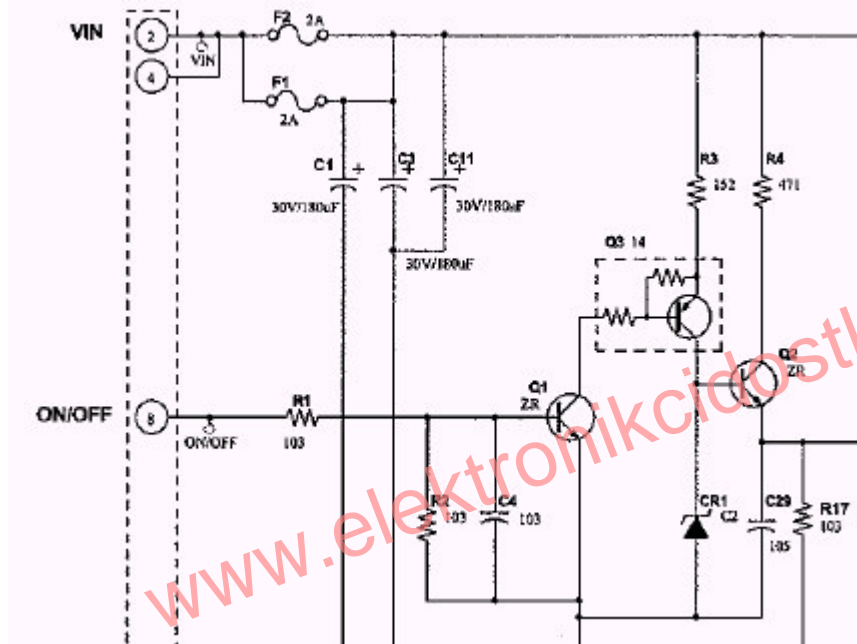 VIN
2
F2
2A
VIN
4
F1
2A
C1
C11
R3
R4
152
471
30V/180uF
30V/180uF
30V/180uF
Q3 14
Q2
ZR
Q1
ZR
R1
ON/OFF
8
ON/OFF
103
R2
103
C4
103
CR1
C2
C29
105
R17
103
www.elektronikcidostl